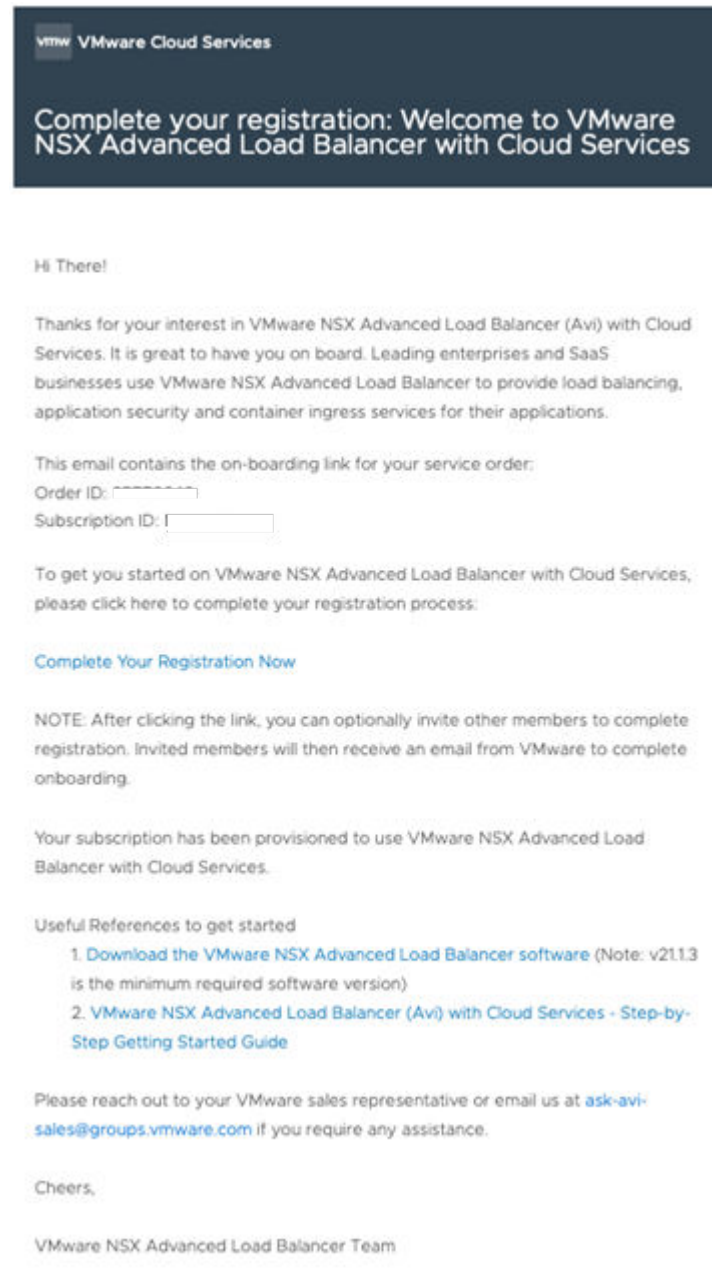 vmw VMware Cloud Services
Complete your registration: Welcome to VMware
NSX Advanced Load Balancer with Cloud Services
Hi There!
Thanks for your interest in VMware NSX Advanced Load Balancer (Avi) with Cloud
Services. It is great to have you on board. Leading enterprises and SaaS
businesses use VMware NSX Advanced Load Balancer to provide load balancing,
application security and container ingress services for their applications.
This email contains the on-boarding link for your service order:
Order ID:
Subscription ID:
To get you started on VMware NSX Advanced Load Balancer with Cloud Services,
please click here to complete your registration process:
Complete Your Registration Now
NOTE: After clicking the link, you can optionally invite other members to complete
registration. Invited members will then receive an email from VMware to complete
onboarding.
Your subscription has been provisioned to use VMware NSX Advanced Load
Balancer with Cloud Services.
Useful References to get started
1. Download the VMware NSX Advanced Load Balancer software (Note: v21.1.3
is the minimum required software version)
2. VMware NSX Advanced Load Balancer (Avi) with Cloud Services - Step-by-
Step Getting Started Guide
Please reach out to your VMware sales representative or email us at ask-avi-
sales@groups.vmware.com if you require any assistance.
Cheers,
VMware NSX Advanced Load Balancer Team